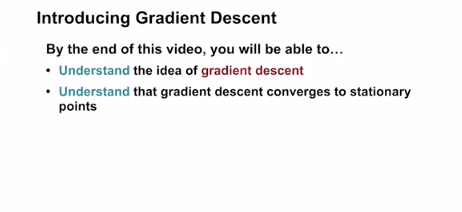 Introducing Gradient Descent
By the end of this video, you will be able to...
• Understand the idea of gradient descent
• Understand that gradient descent converges to stationary
points